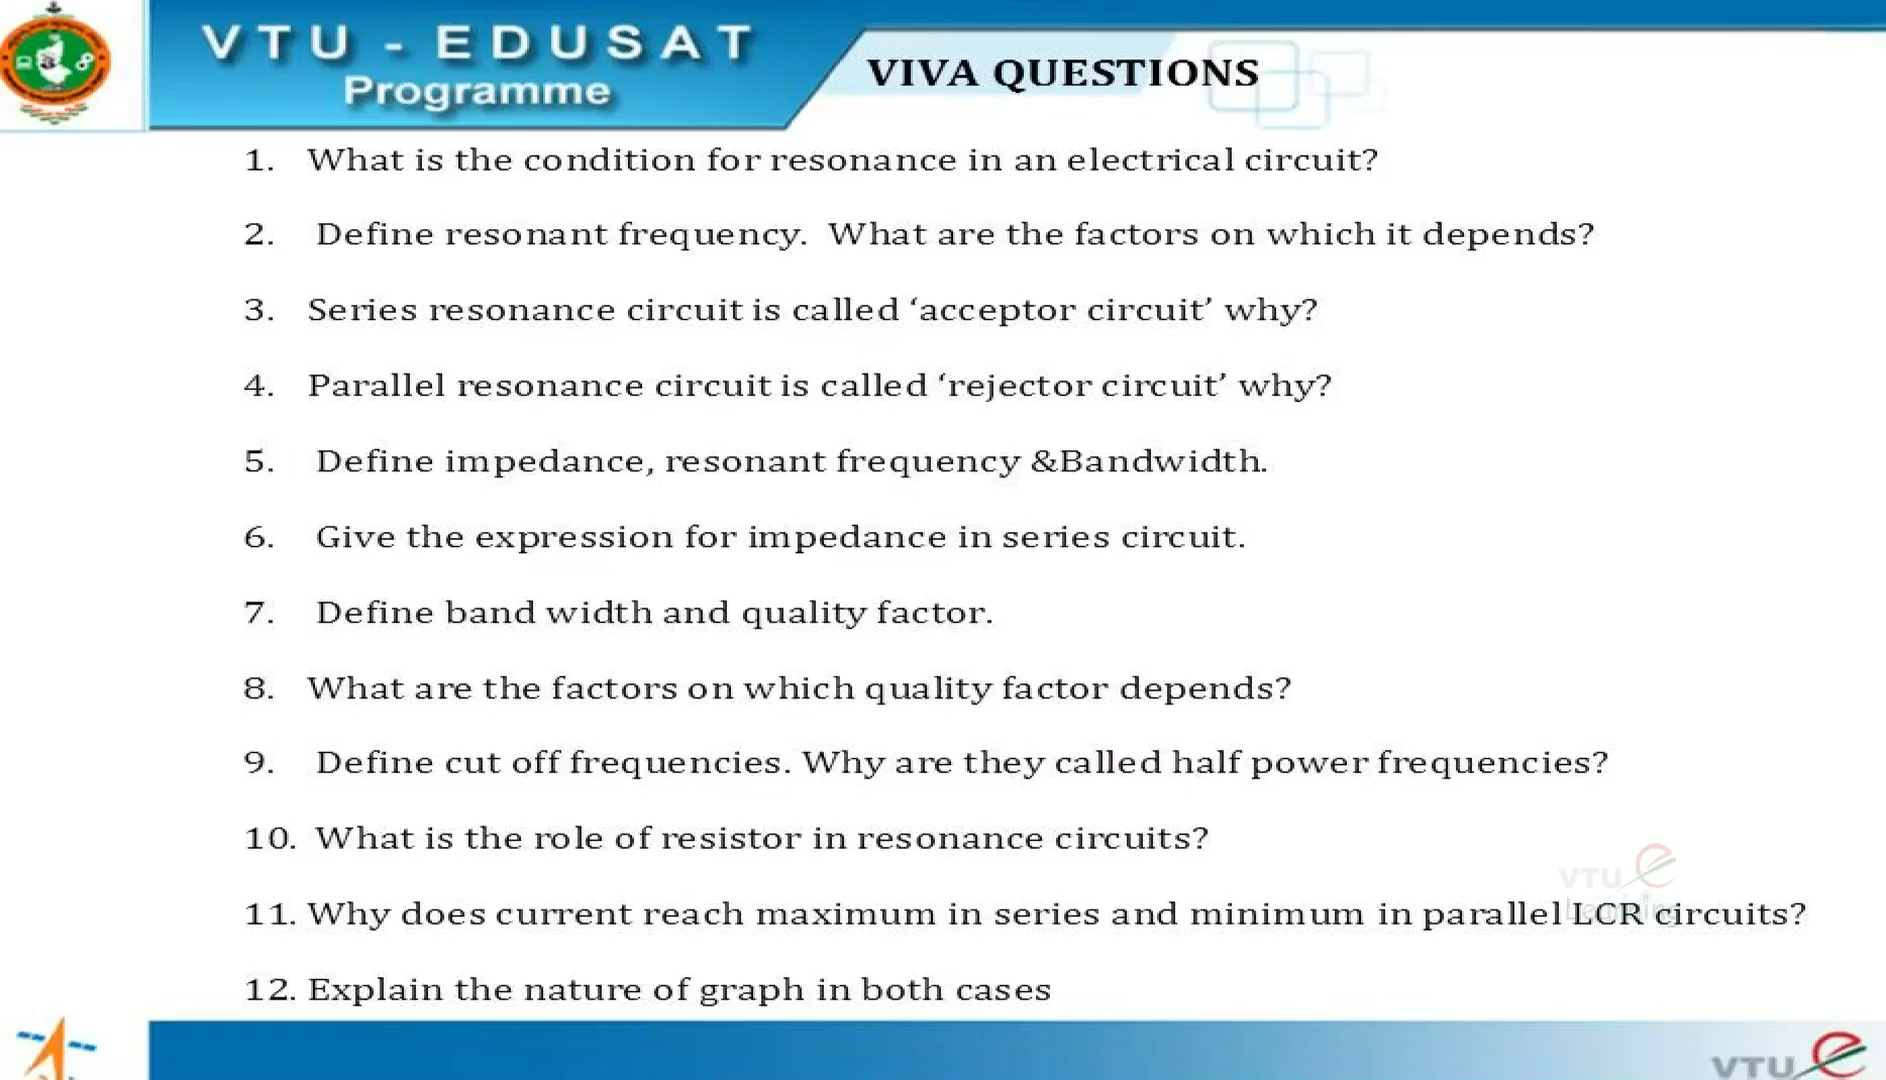 VTU - EDUSAT
Programme
VIVA QUESTIONS
1. What is the condition for resonance in an electrical circuit?
2. Define resonant frequency. What are the factors on which it depends?
3. Series resonance circuit is called ‘acceptor circuit’ why?
4. Parallel resonance circuit is called ‘rejector circuit’ why?
5. Define impedance, resonant frequency &Bandwidth.
6. Give the expression for impedance in series circuit.
7. Define band width and quality factor.
8. What are the factors on which quality factor depends?
9. Define cut off frequencies. Why are they called half power frequencies?
10. What is the role of resistor in resonance circuits?
VTU e
Learning
11. Why does current reach maximum in series and minimum in parallel LCR circuits?
12. Explain the nature of graph in both cases
VTU e